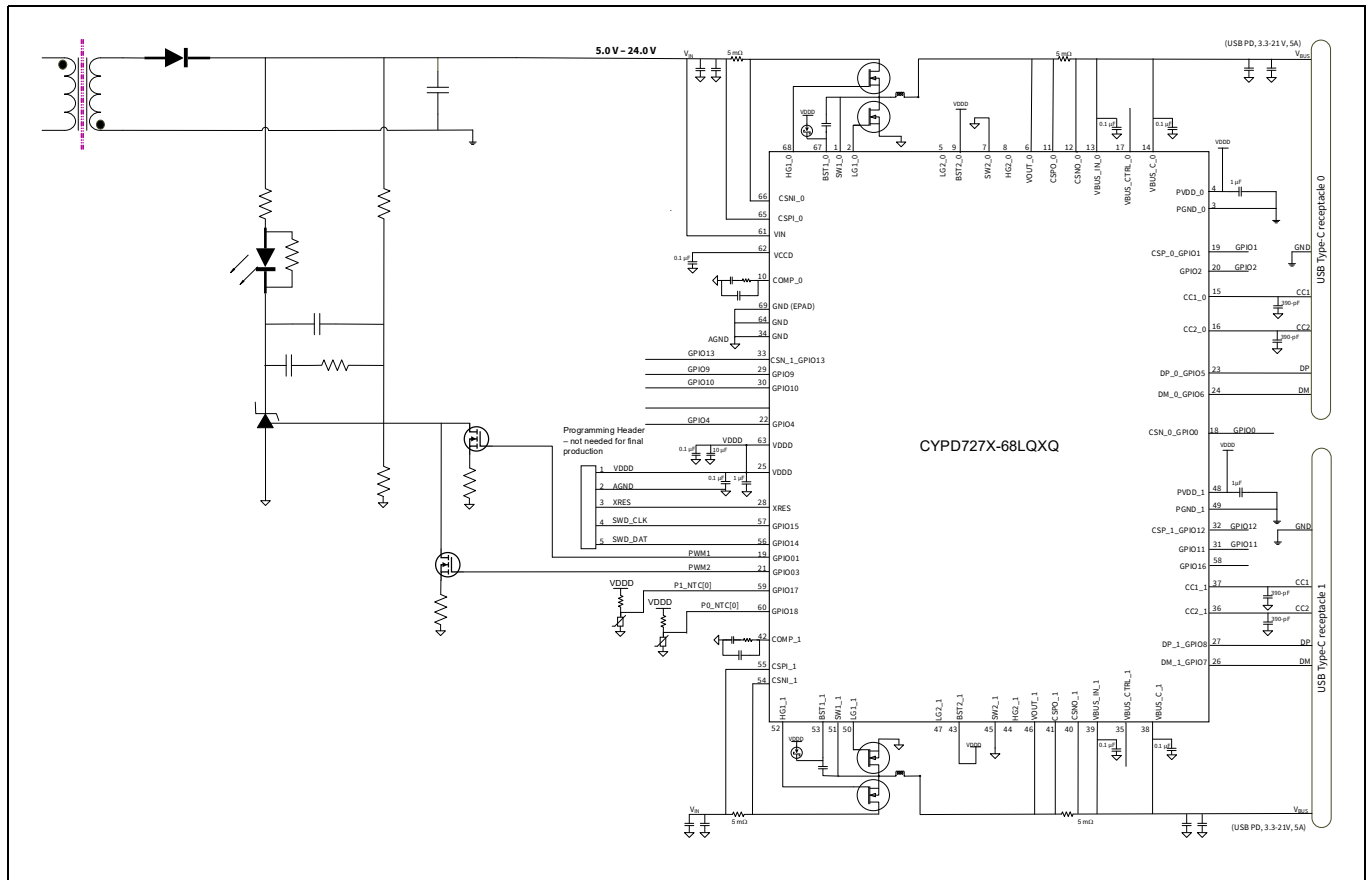 5.0 V – 24.0 V
VIN
5 mΩ
5 mΩ
(USB PD, 3.3-21 V, 5A)
VBUS
VDDD
VDDD
0.1 µF
0.1 µF
VDDD
68
67
1
2
5
9
7
8
6
11
12
13
17
14
HG1_0
BST1_0
SW1_0
LG1_0
LG2_0
BST2_0
SW2_0
HG2_0
VOUT_0
CSPO_0
CSNO_0
VBUS_IN_0
VBUS_CTRL_0
VBUS_C_0
66 CSNI_0
65 CSPI_0
61 VIN
62 VCCD
0.1 µF
10 COMP_0
69 GND (EPAD)
64 GND
34 GND
AGND
GPIO13 33 CSN_1_GPIO13
GPIO9 29 GPIO9
GPIO10 30 GPIO10
GPIO4 22 GPIO4
VDDD 63 VDDD
0.1 µF
10 µF
25 VDDD
0.1 µF
1 µF
Programming Header
– not needed for final
production
1 VDDD
2 AGND
3 XRES
4 SWD_CLK
5 SWD_DAT
28 XRES
57 GPIO15
56 GPIO14
PWM1 19 GPIO01
PWM2 21 GPIO03
VDDD
P1_NTC[0] 59 GPIO17
VDDD
P0_NTC[0] 60 GPIO18
42 COMP_1
55 CSPI_1
54 CSNI_1
CYPD727X-68LQXQ
PVDD_0 4
1 µF
PGND_0 3
CSP_0_GPIO1 19 GPIO1
GND
GPIO2 20 GPIO2
CC1_0 15 CC1
390-pF
CC2_0 16 CC2
390-pF
DP_0_GPIO5 23 DP
DM_0_GPIO6 24 DM
USB Type-C receptacle 0
CSN_0_GPIO0 18 GPIO0
VDDD
PVDD_1 48
1µF
PGND_1 49
CSP_1_GPIO12 32 GPIO12
GND
GPIO11 31 GPIO11
GPIO16 58
CC1_1 37 CC1
390-pF
CC2_1 36 CC2
390-pF
DP_1_GPIO8 27 DP
DM_1_GPIO7 26 DM
USB Type-C receptacle 1
HG1_1
BST1_1
SW1_1
LG1_1
LG2_1
BST2_1
SW2_1
HG2_1
VOUT_1
CSPO_1
CSNO_1
VBUS_IN_1
VBUS_CTRL_1
VBUS_C_1
52
53
51
50
47
43
45
44
46
41
40
39
35
38
VDDD
VDDD
0.1 µF
0.1 µF
VIN
5 mΩ
5 mΩ
VBUS
(USB PD, 3.3-21V, 5A)